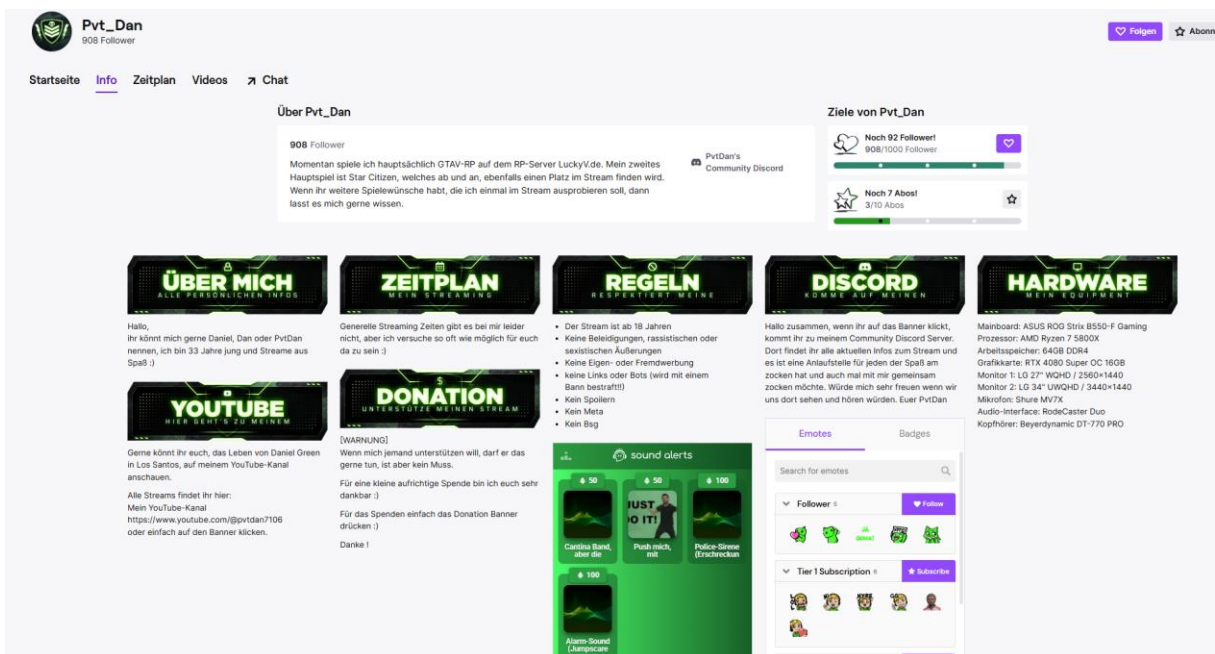 Pvt_Dan
908 Follower
Folgen
Abonn
Startseite Info Zeitplan Videos Chat
Über Pvt_Dan
908 Follower
Momentan spiele ich hauptsächlich GTAV-RP auf dem RP-Server LuckyV.de. Mein zweites
Hauptspiel ist Star Citizen, welches ab und an, ebenfalls einen Platz im Stream finden wird.
Wenn ihr weitere Spielewünsche habt, die ich einmal im Stream ausprobieren soll, dann
lasst es mich gerne wissen.
PvtDan's
Community Discord
Ziele von Pvt_Dan
Noch 92 Follower!
908/1000 Follower
Noch 7 Abos!
3/10 Abos
ÜBER MICH
ALLE PERSÖNLICHEN INFOS
Hallo,
ihr könnt mich gerne Daniel, Dan oder PvtDan
nennen, ich bin 33 Jahre jung und Streame aus
Spaß :)
YOUTUBE
HIER GEHT'S ZU MEINEM
Gerne könnt ihr euch, das Leben von Daniel Green
in Los Santos, auf meinem YouTube-Kanal
anschauen.
Alle Streams findet ihr hier:
Mein YouTube-Kanal
https://www.youtube.com/@pvtdan7106
oder einfach auf den Banner klicken.
ZEITPLAN
MEIN STREAMING
Generelle Streaming Zeiten gibt es bei mir leider
nicht, aber ich versuche so oft wie möglich für euch
da zu sein :)
$
DONATION
UNTERSTÜTZE MEINEN STREAM
[WARNUNG]
Wenn mich jemand unterstützen will, darf er das
gerne tun, ist aber kein Muss.
Für eine kleine aufrichtige Spende bin ich euch sehr
dankbar :)
Für das Spenden einfach das Donation Banner
drücken :)
Danke !
REGELN
RESPEKTIERT MEINE
• Der Stream ist ab 18 Jahren
• Keine Beleidigungen, rassistischen oder
sexistischen Äußerungen
• Keine Eigen- oder Fremdwerbung
• keine Links oder Bots (wird mit einem
Bann bestraft!!)
• Kein Spoilern
• Kein Meta
• Kein Bsg
sound alerts
50
50
100
JUST
DO IT!
Cantina Band,
aber die
Push mich,
mit
Police-Sirene
(Erschreckun
100
Alarm-Sound
(Jumpscare
DISCORD
KOMME AUF MEINEN
Hallo zusammen, wenn ihr auf das Banner klickt,
kommt ihr zu meinem Community Discord Server.
Dort findet ihr alle aktuellen Infos zum Stream und
es ist eine Anlaufstelle für jeden der Spaß am
zocken hat und auch mal mit mir gemeinsam
zocken möchte. Würde mich sehr freuen wenn wir
uns dort sehen und hören würden. Euer PvtDan
Emotes
Badges
Search for emotes
Follower 5
Follow
Tier 1 Subscription 6
Subscribe
HARDWARE
MEIN EQUIPMENT
Mainboard: ASUS ROG Strix B550-F Gaming
Prozessor: AMD Ryzen 7 5800X
Arbeitsspeicher: 64GB DDR4
Grafikkarte: RTX 4080 Super OC 16GB
Monitor 1: LG 27" WQHD / 2560x1440
Monitor 2: LG 34" UWQHD / 3440x1440
Mikrofon: Shure MV7X
Audio-Interface: RodeCaster Duo
Kopfhörer: Beyerdynamic DT-770 PRO